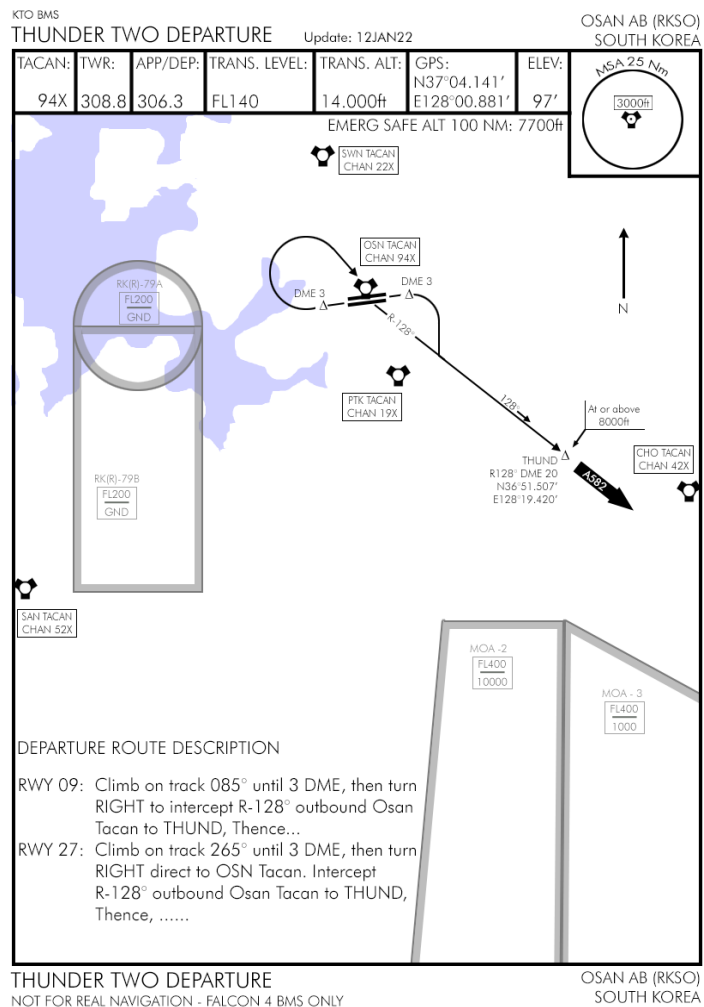 KTO BMS
THUNDER TWO DEPARTURE
Update: 12JAN22
OSAN AB (RKSO)
SOUTH KOREA
TACAN:
94X
TWR:
308.8
APP/DEP:
306.3
TRANS. LEVEL:
FL140
TRANS. ALT:
14.000ft
GPS:
N37°04.141'
E128°00.881'
ELEV:
97'
MSA 25 Nm
3000ft
EMERG SAFE ALT 100 NM: 7700ft
SWN TACAN
CHAN 22X
OSN TACAN
CHAN 94X
DME 3
DME 3
RK(R)-79A
FL200
GND
N
R-128°
PTK TACAN
CHAN 19X
128°
At or above
8000ft
THUND
R128° DME 20
N36°51.507'
E128°19.420'
A582
CHO TACAN
CHAN 42X
RK(R)-79B
FL200
GND
SAN TACAN
CHAN 52X
MOA -2
FL400
10000
MOA - 3
FL400
1000
DEPARTURE ROUTE DESCRIPTION
RWY 09: Climb on track 085° until 3 DME, then turn
RIGHT to intercept R-128° outbound Osan
Tacan to THUND, Thence...
RWY 27: Climb on track 265° until 3 DME, then turn
RIGHT direct to OSN Tacan. Intercept
R-128° outbound Osan Tacan to THUND,
Thence, ......
THUNDER TWO DEPARTURE
NOT FOR REAL NAVIGATION - FALCON 4 BMS ONLY
OSAN AB (RKSO)
SOUTH KOREA